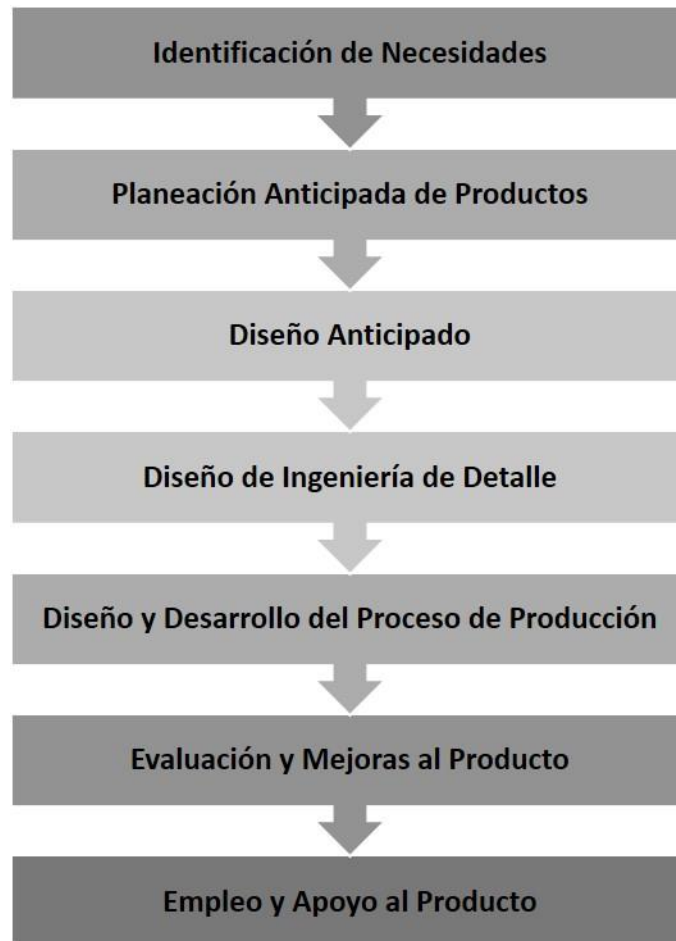 Identificación de Necesidades
Planeación Anticipada de Productos
Diseño Anticipado
Diseño de Ingeniería de Detalle
Diseño y Desarrollo del Proceso de Producción
Evaluación y Mejoras al Producto
Empleo y Apoyo al Producto